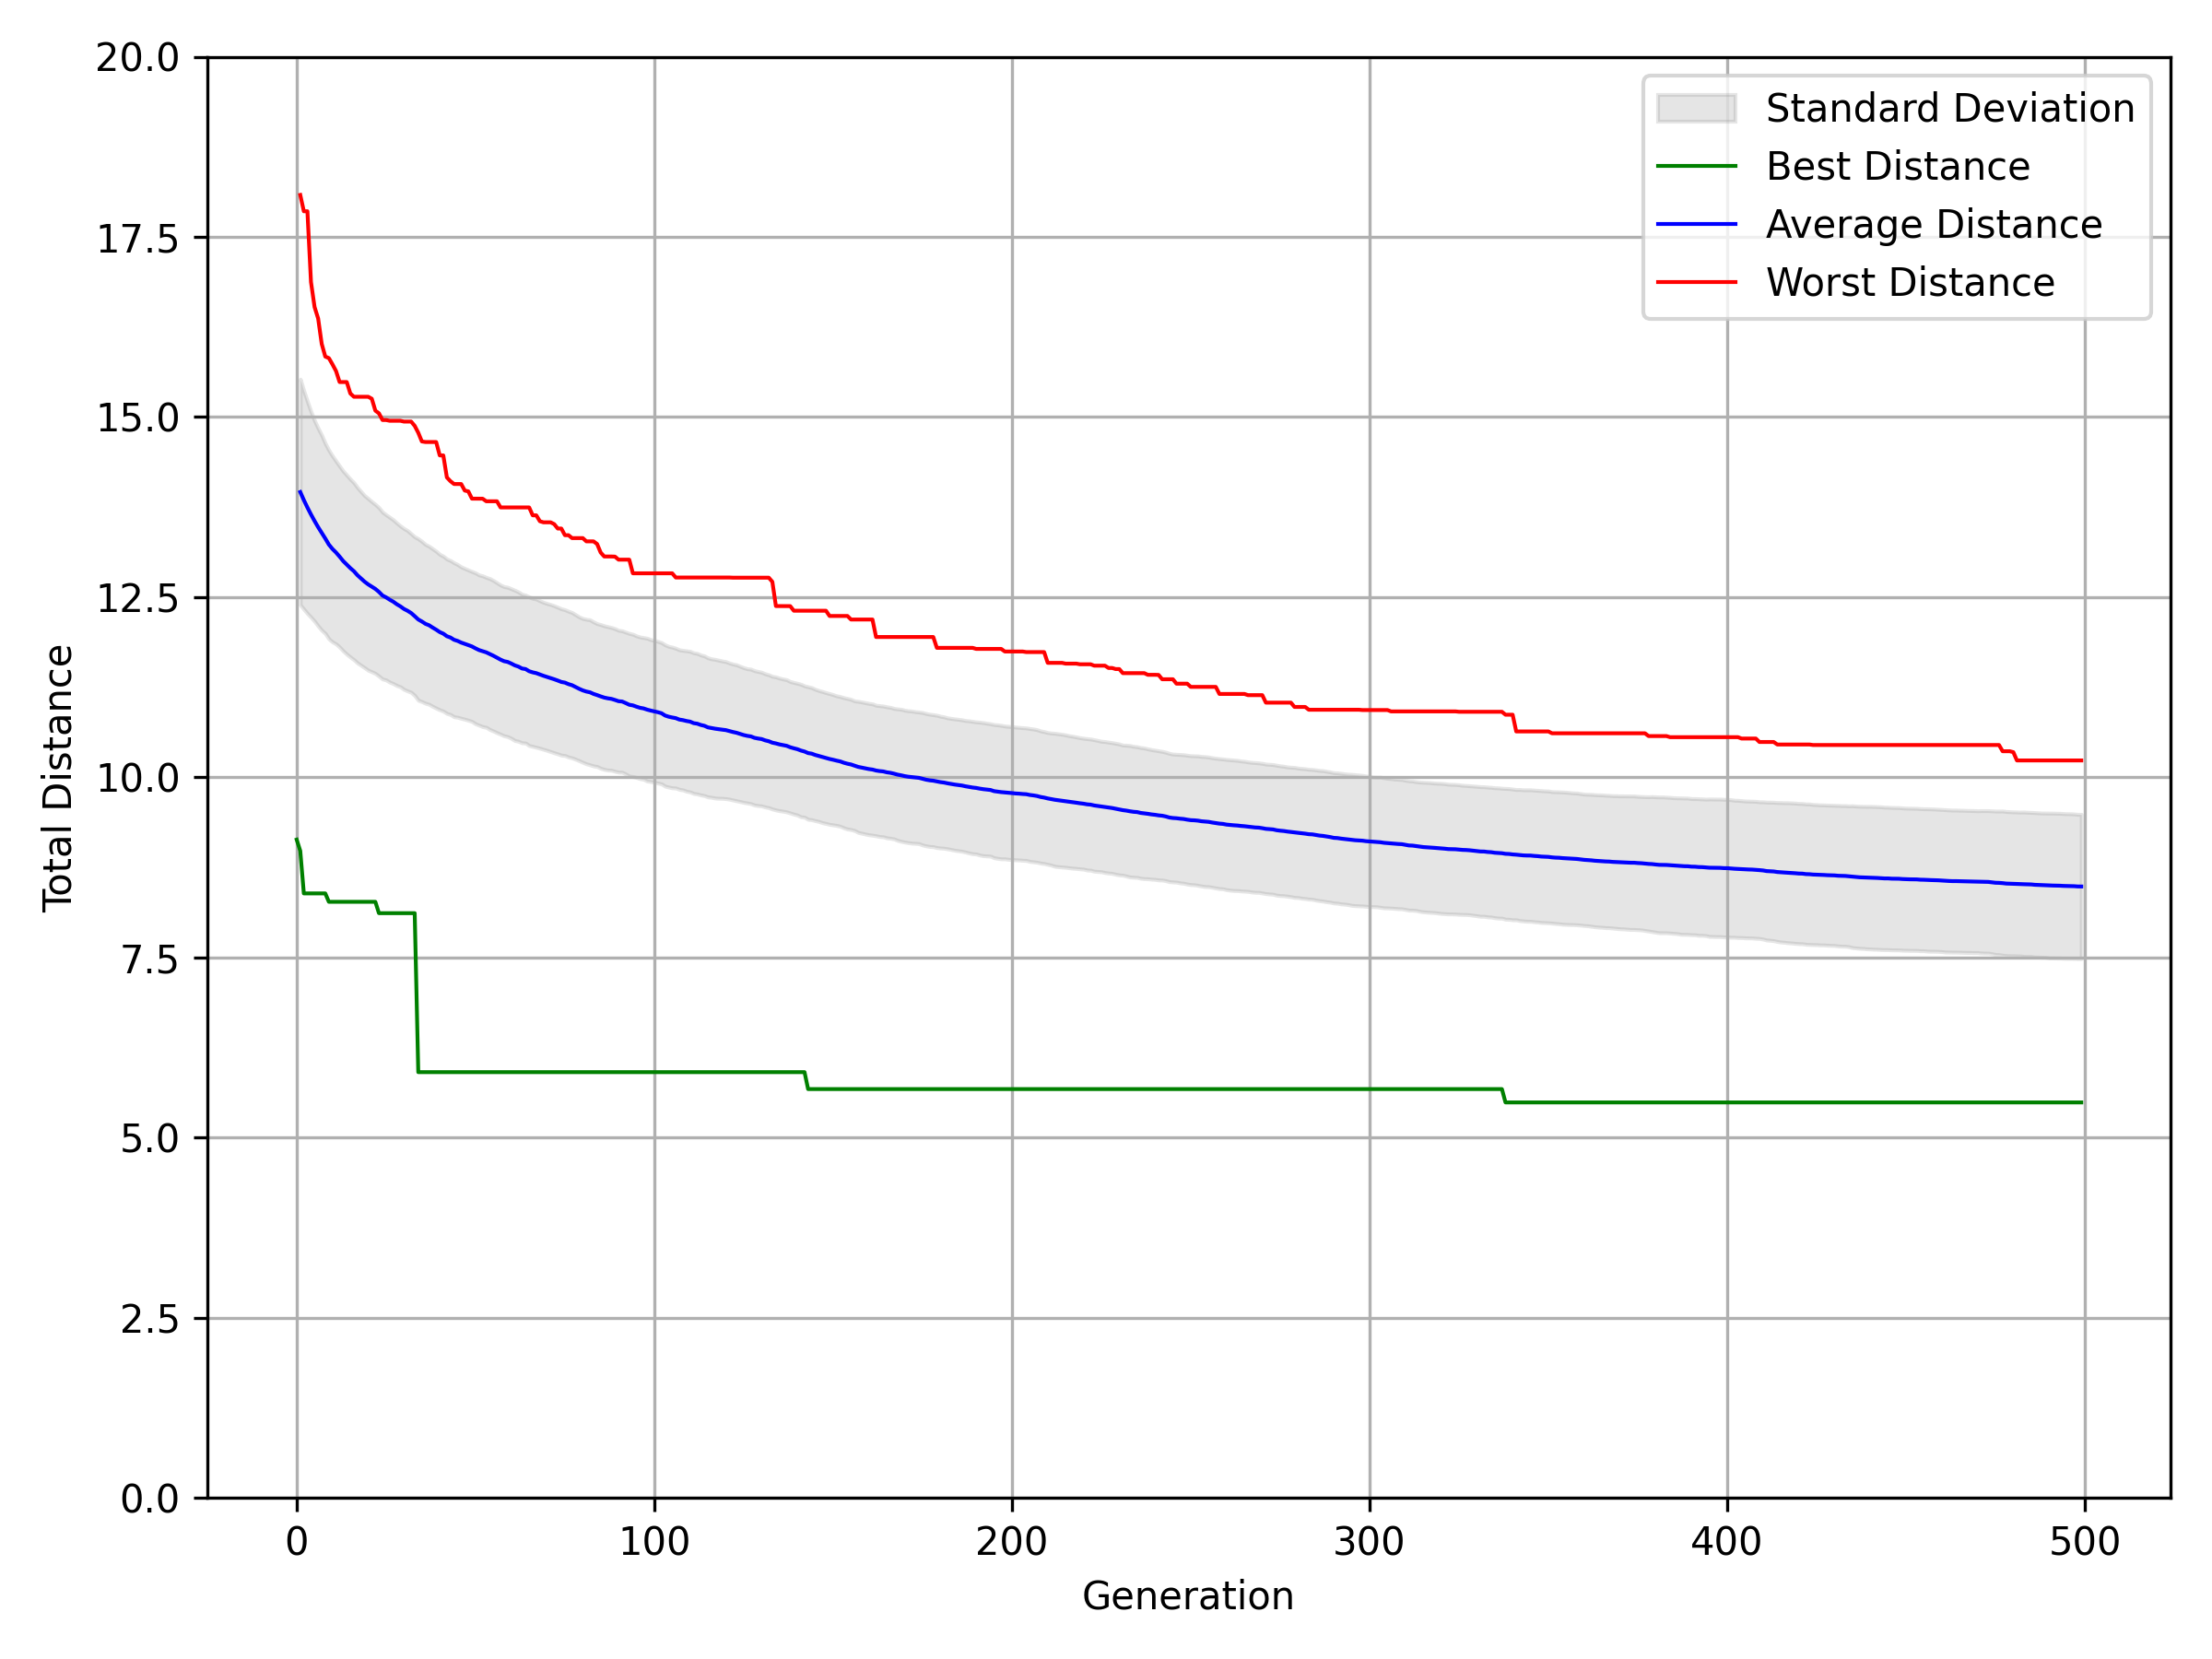 20.0
17.5
15.0
12.5
10.0
7.5
5.0
2.5
0.0
Total Distance
Standard Deviation
Best Distance
Average Distance
Worst Distance
0 100 200 300 400 500
Generation